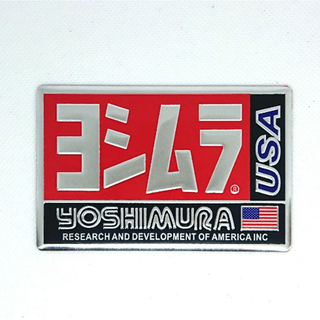 ヨシムラ®
USA
YOSHIMURA
RESEARCH AND DEVELOPMENT OF AMERICA INC